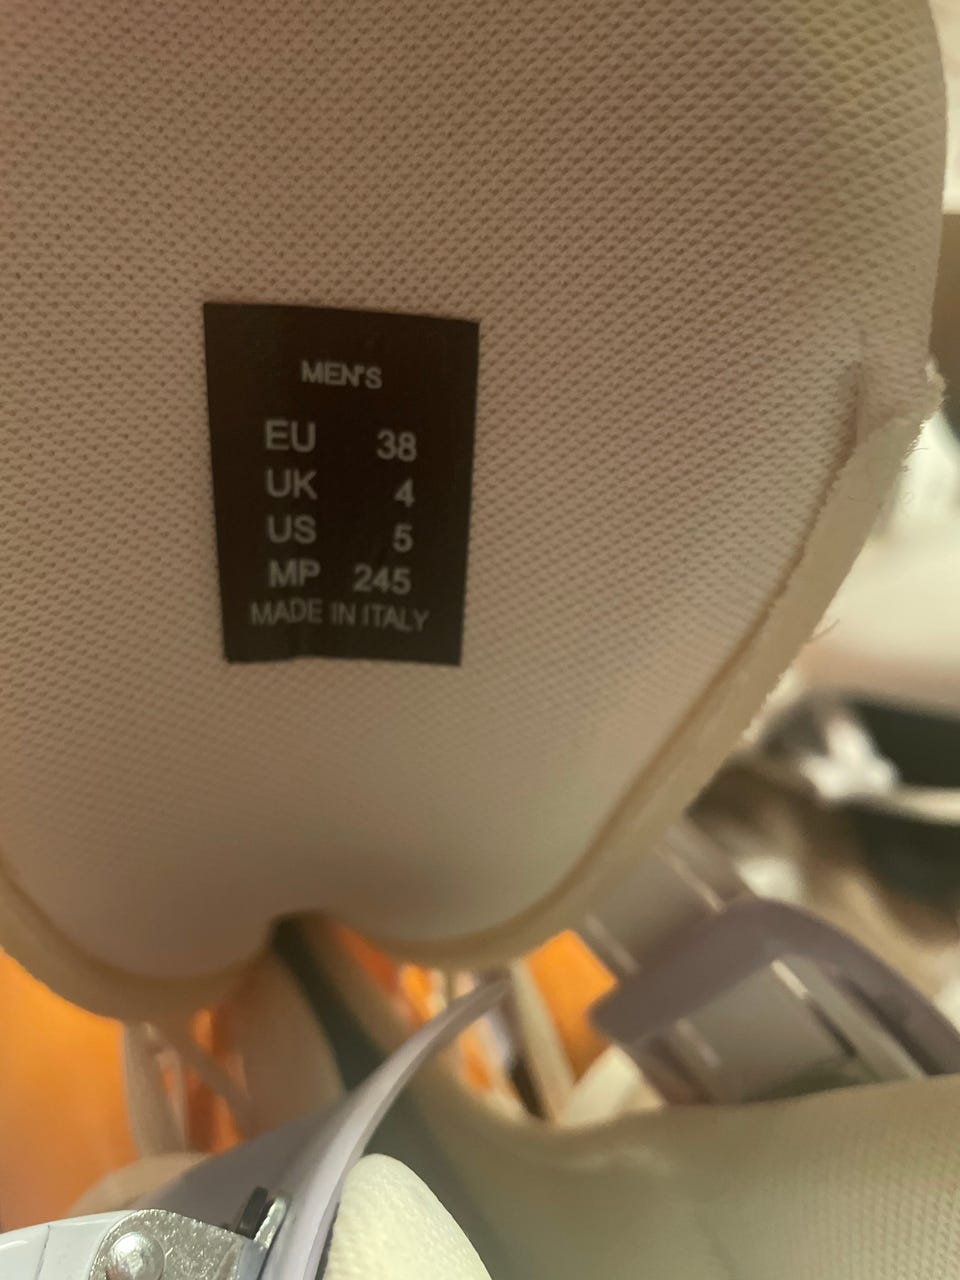 MEN'S
EU 38
UK 4
US 5
MP 245
MADE IN ITALY